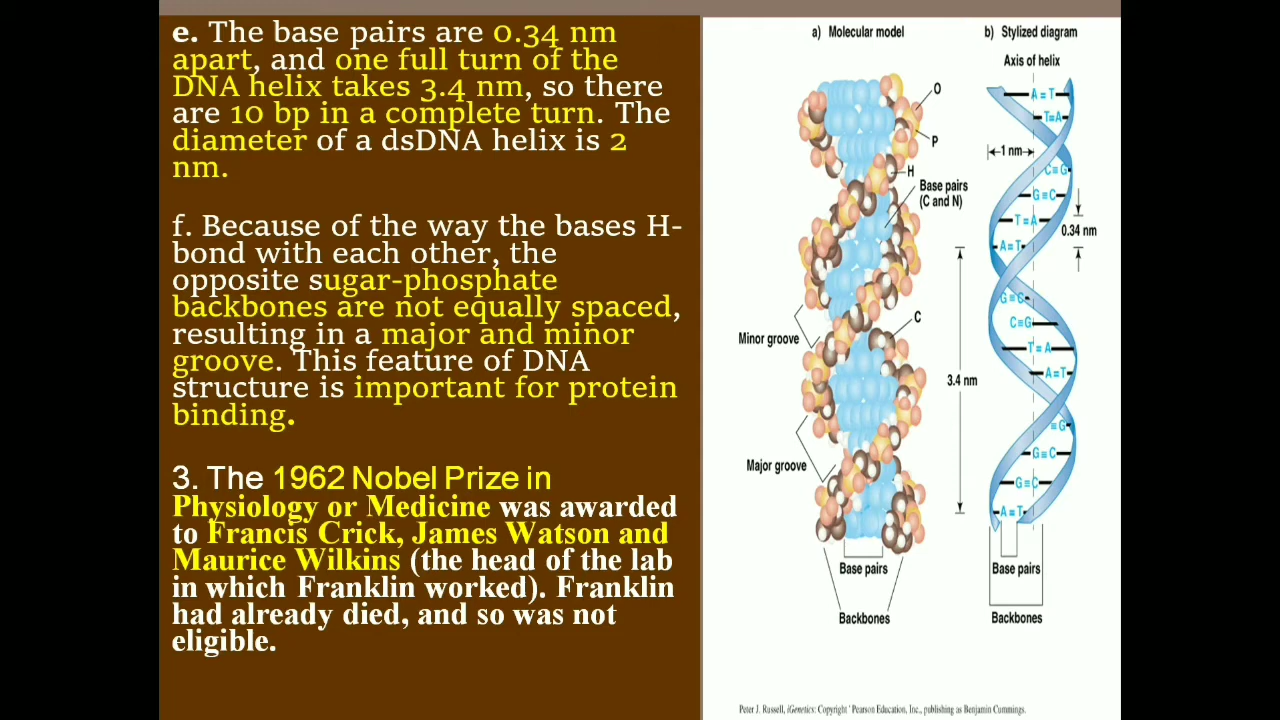 e. The base pairs are 0.34 nm
apart, and one full turn of the
DNA helix takes 3.4 nm, so there
are 10 bp in a complete turn. The
diameter of a dsDNA helix is 2
nm.
f. Because of the way the bases H-
bond with each other, the
opposite sugar-phosphate
backbones are not equally spaced,
resulting in a major and minor
groove. This feature of DNA
structure is important for protein
binding.
3. The 1962 Nobel Prize in
Physiology or Medicine was awarded
to Francis Crick, James Watson and
Maurice Wilkins (the head of the lab
in which Franklin worked). Franklin
had already died, and so was not
eligible.
a) Molecular model
O
P
H
Base pairs
(C and N)
C
Minor groove
Major groove
Base pairs
Backbones
b) Stylized diagram
Axis of helix
A=T
T=A
1 nm
C≡G
G≡C
T=A
0.34 nm
A=T
G≡C
C≡G
T=A
A=T
3.4 nm
≡G
G≡C
G≡C
A=T
Base pairs
Backbones
Peter J. Russell, iGenetics: Copyright ' Pearson Education, Inc., publishing as Benjamin Cummings.